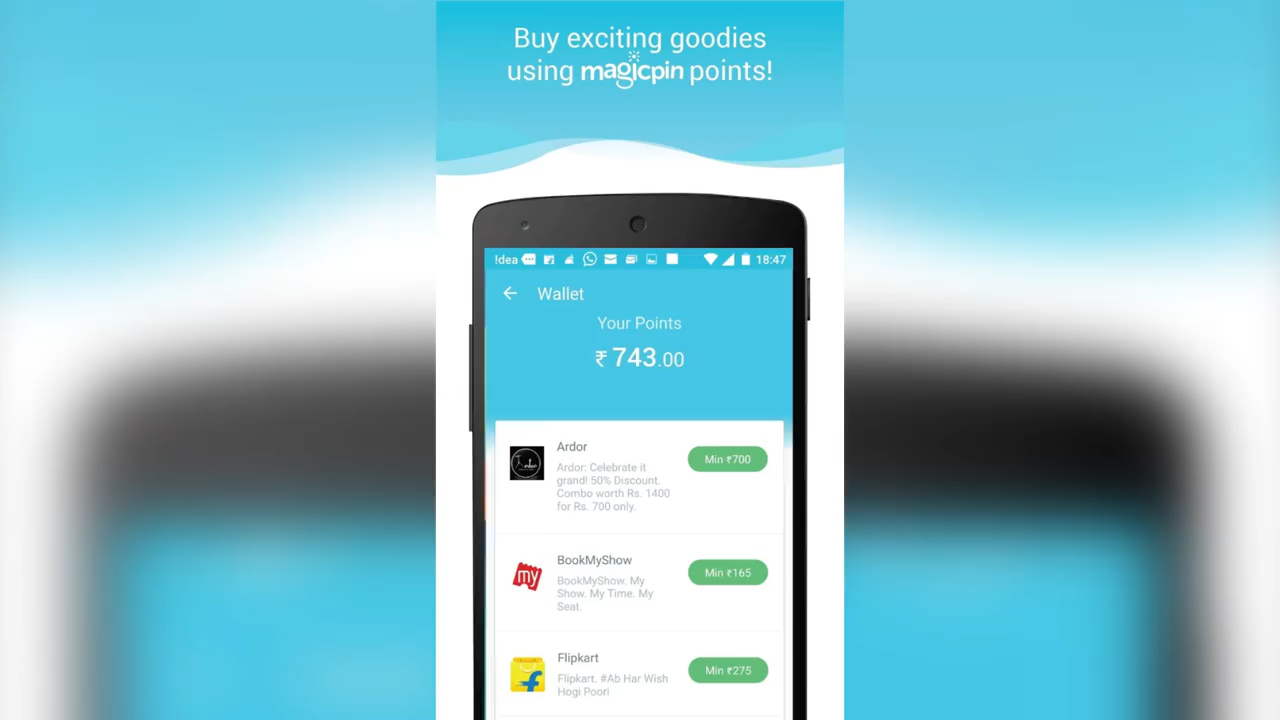 Buy exciting goodies
using magicpin points!
!dea 18:47
Wallet
Your Points
₹ 743.00
Ardor
Ardor: Celebrate it
grand! 50% Discount.
Combo worth Rs. 1400
for Rs. 700 only.
Min ₹700
BookMyShow
BookMyShow. My
Show. My Time. My
Seat.
my
Min ₹165
Flipkart
Flipkart. #Ab Har Wish
Hogi Poori
Min ₹275